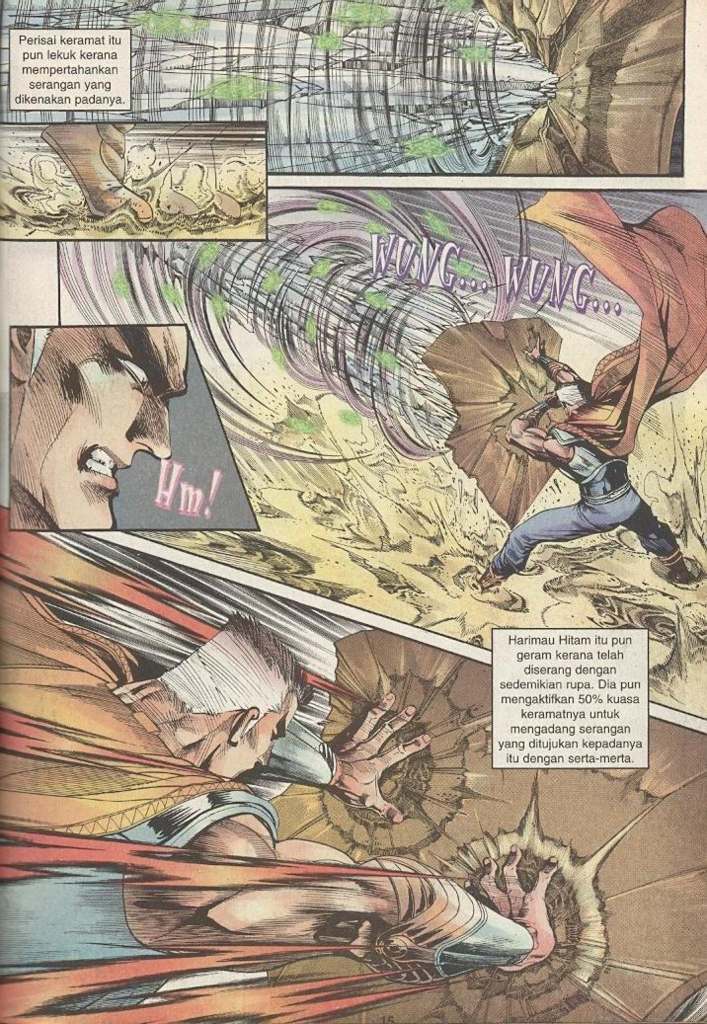 Perisai keramat itu
pun lekuk kerana
mempertahankan
serangan yang
dikenakan padanya.
WUNG... WUNG...
Hm!
Harimau Hitam itu pun
geram kerana telah
diserang dengan
sedemikian rupa. Dia pun
mengaktifkan 50% kuasa
keramatnya untuk
mengadang serangan
yang ditujukan kepadanya
itu dengan serta-merta.
15